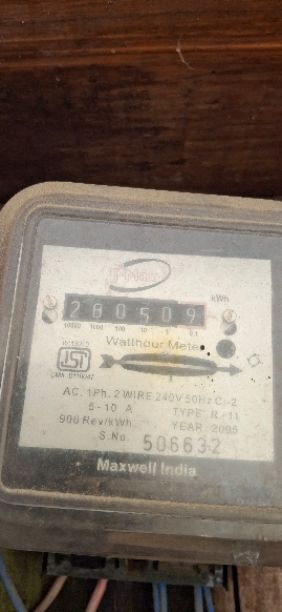 kWh
280509
10000 1000 100 10 1 0.1
Watthour Meter
ISI
AC. 1Ph. 2 WIRE 240V 50Hz Cl-2
5 - 10 A TYPE R-11
900 Rev/kWh YEAR 2005
S.No. 506632
Maxwell India